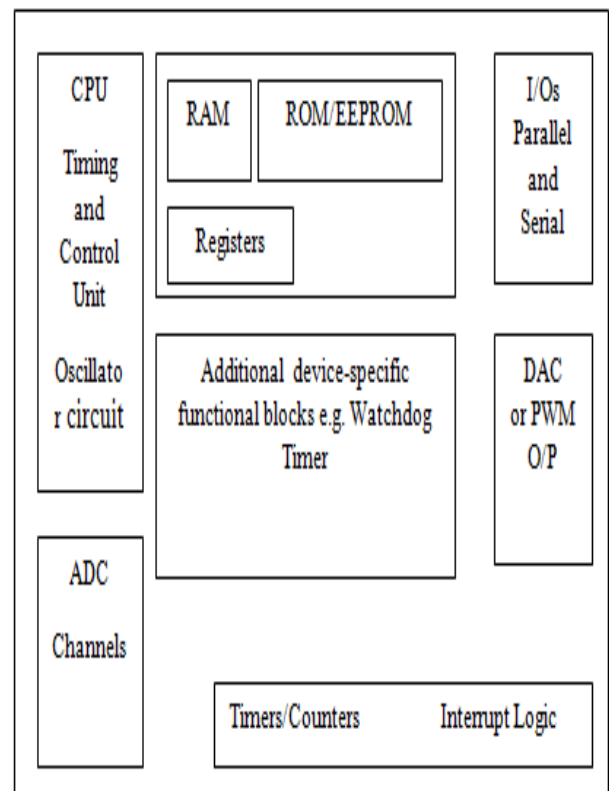 CPU
Timing
and
Control
Unit
Oscillato
r circuit
RAM
ROM/EEPROM
Registers
I/Os
Parallel
and
Serial
Additional device-specific
functional blocks e.g. Watchdog
Timer
DAC
or PWM
O/P
ADC
Channels
Timers/Counters Interrupt Logic